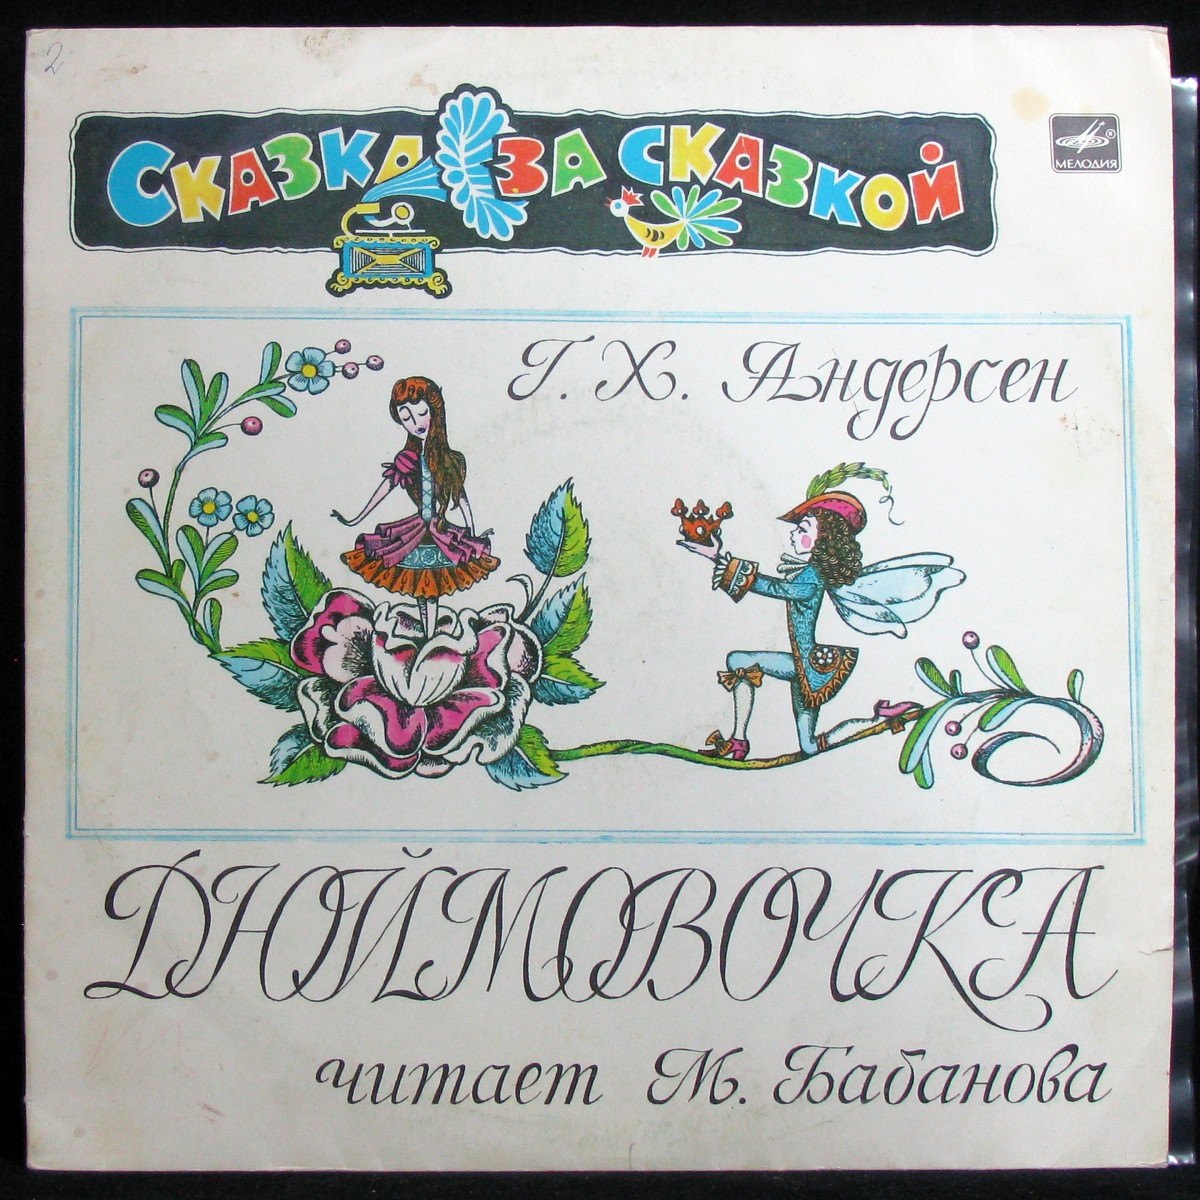 2
СКАЗКА ЗА СКАЗКОЙ
МЕЛОДИЯ
Г. Х. Андерсен
ДЮЙМОВОЧКА
читает М. Бабанова